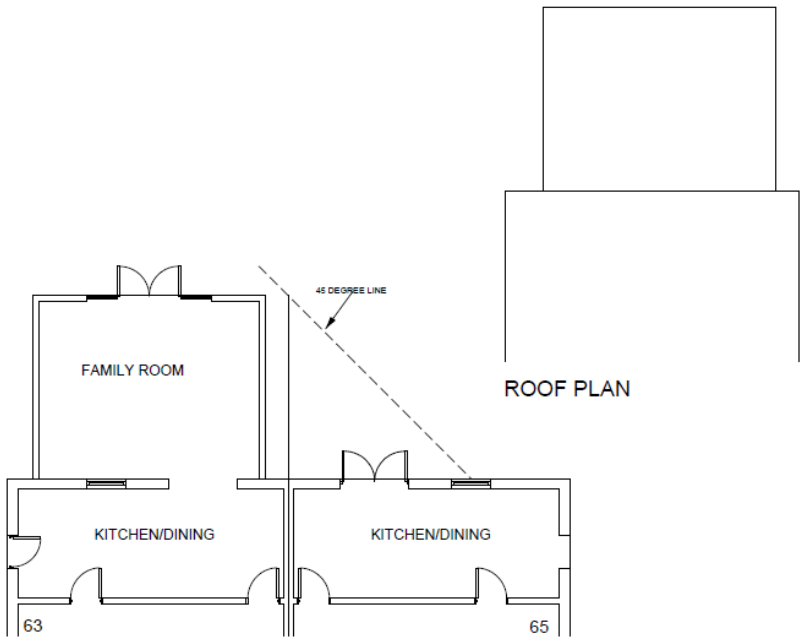 45 DEGREE LINE
FAMILY ROOM
ROOF PLAN
KITCHEN/DINING
KITCHEN/DINING
63
65